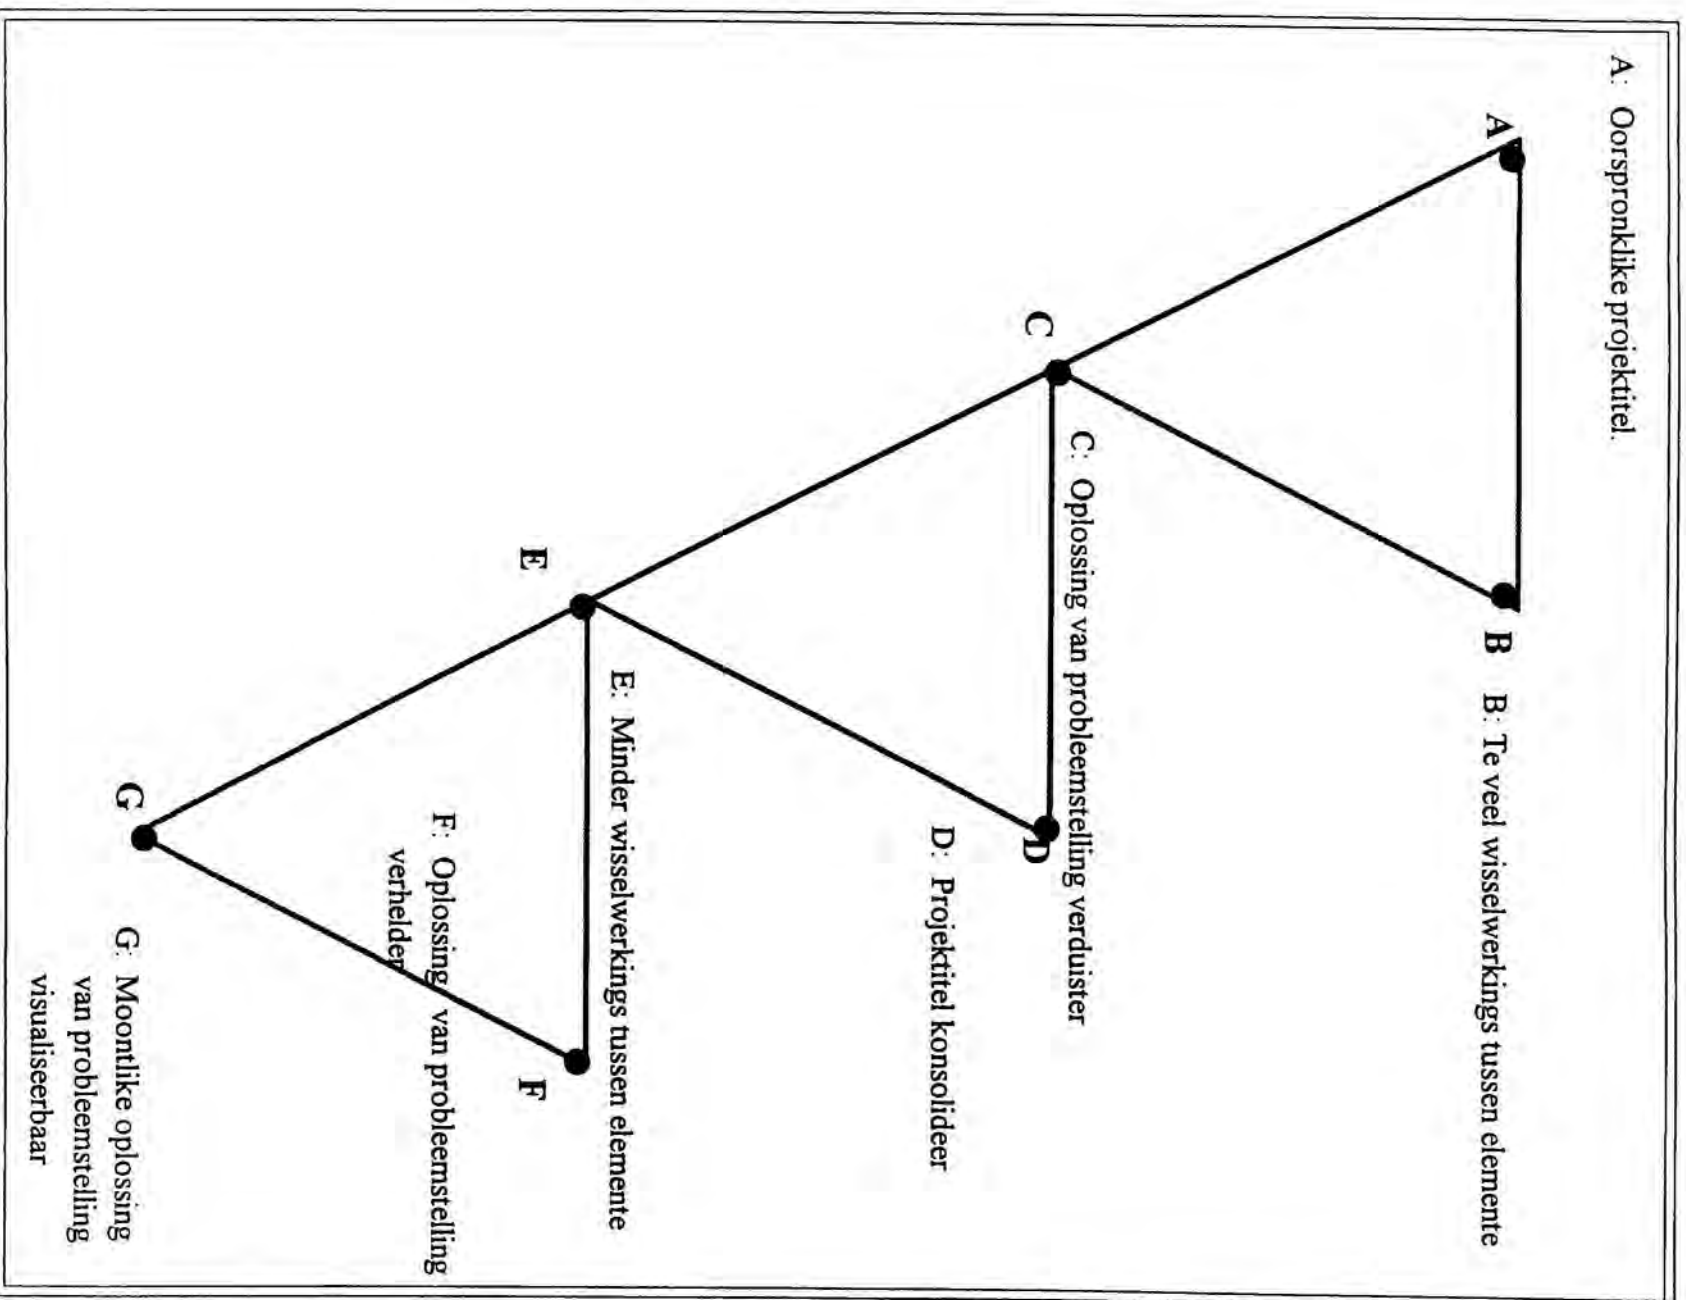 A: Oorspronklike projektitel.
A
B
B: Te veel wisselwerkings tussen elemente
C
C: Oplossing van probleemstelling verduister
D
D: Projektitel konsolideer
E
E: Minder wisselwerkings tussen elemente
F: Oplossing van probleemstelling
verhelder
F
G
G: Moontlike oplossing
van probleemstelling
visualiseerbaar